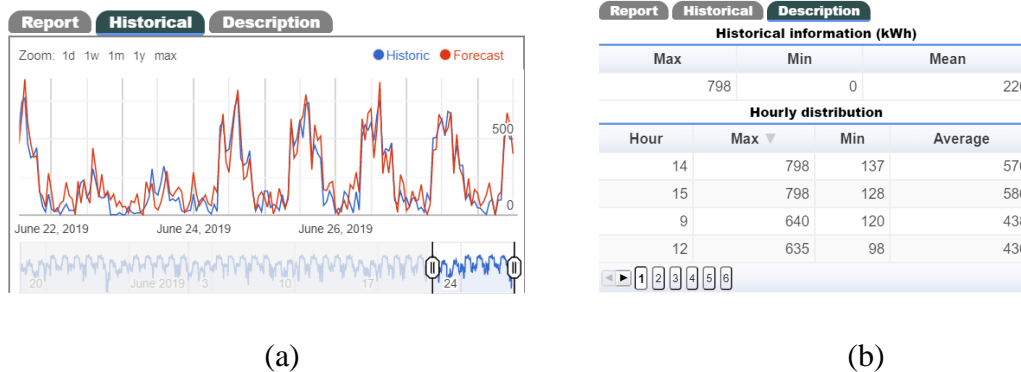 Report Historical Description
Zoom: 1d 1w 1m 1y max Historic Forecast
500
0
June 22, 2019 June 24, 2019 June 26, 2019
20 June 2019 3 10 17 24
(a)
Report Historical Description
Historical information (kWh)
Max Min Mean
798 0
Hourly distribution
Hour Max ▼ Min Average
14 798 137
15 798 128
9 640 120
12 635 98
1 2 3 4 5 6
(b)